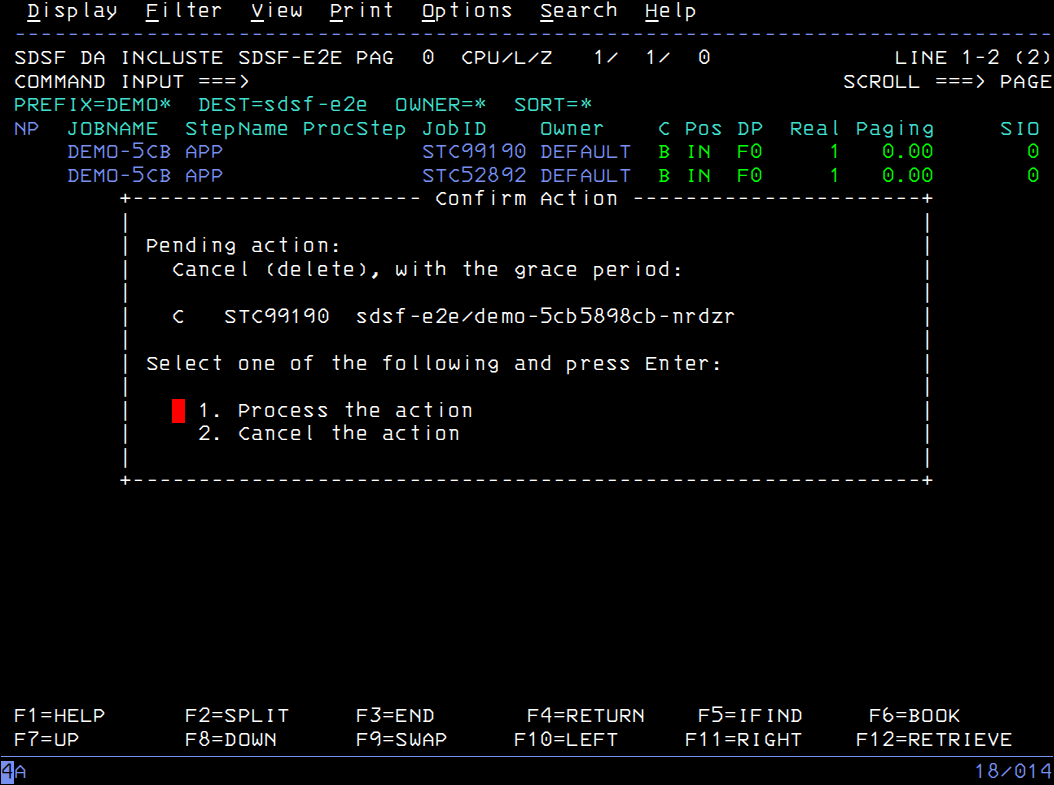 Display  Filter  View  Print  Options  Search  Help
SDSF DA INCLUSTE SDSF-E2E PAG  0  CPU/L/Z   1/  1/  0              LINE 1-2 (2)
COMMAND INPUT ===>                                             SCROLL ===> PAGE
PREFIX=DEMO*  DEST=sdsf-e2e  OWNER=*  SORT=*
NP  JOBNAME  StepName ProcStep JobID    Owner    C Pos DP  Real Paging     SIO
    DEMO-5CB APP               STC99190 DEFAULT  B IN  F0     1   0.00       0
    DEMO-5CB APP               STC52892 DEFAULT  B IN  F0     1   0.00       0
+---------------------- Confirm Action ----------------------+
Pending action:
Cancel (delete), with the grace period:
C   STC99190  sdsf-e2e/demo-5cb5898cb-nrdzr
Select one of the following and press Enter:
1. Process the action
2. Cancel the action
F1=HELP      F2=SPLIT     F3=END       F4=RETURN    F5=IFIND     F6=BOOK
F7=UP        F8=DOWN      F9=SWAP     F10=LEFT     F11=RIGHT    F12=RETRIEVE
4A                                                                       18/014